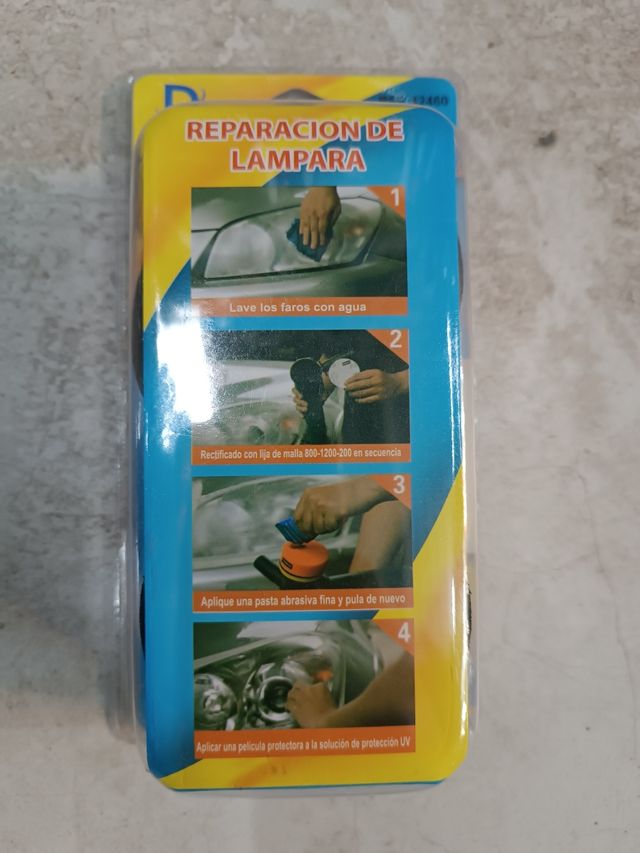 REPARACION DE
LAMPARA
1
Lave los faros con agua
2
Rectificado con lija de malla 800-1200-200 en secuencia
3
Aplique una pasta abrasiva fina y pula de nuevo
4
Aplicar una película protectora a la solución de protección UV